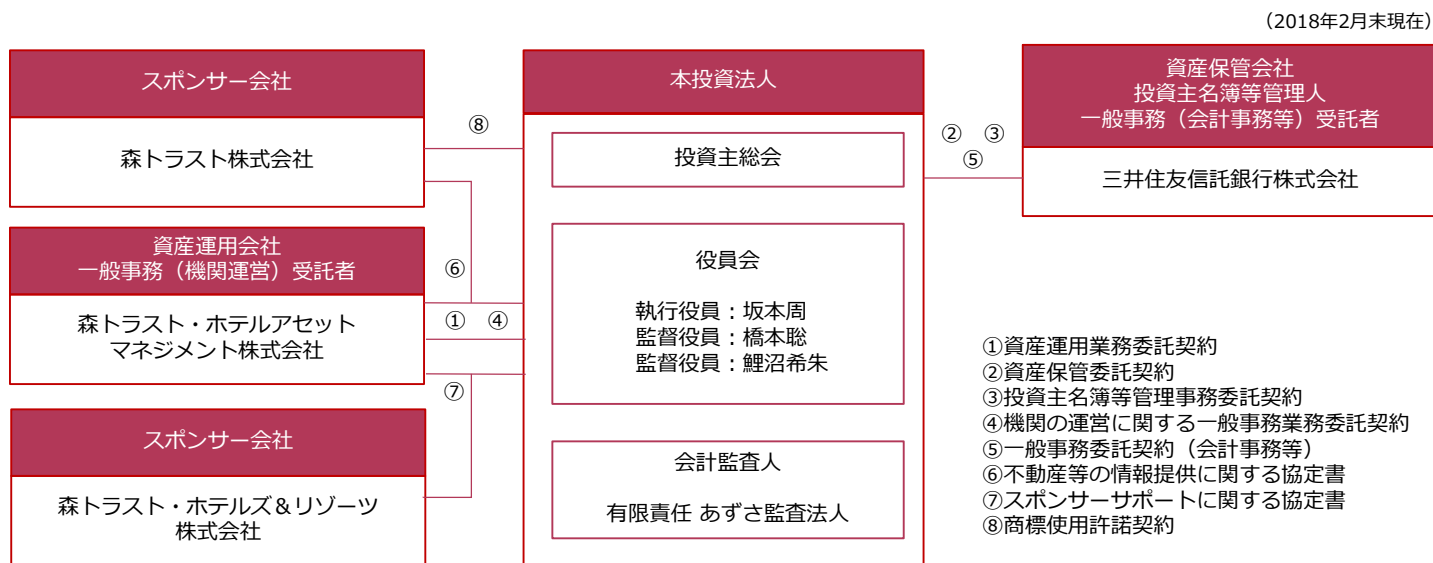 （2018年2月末現在）
スポンサー会社
森トラスト株式会社
⑧
資産運用会社
一般事務（機関運営）受託者
森トラスト・ホテルアセット
マネジメント株式会社
⑥
① ④
⑦
スポンサー会社
森トラスト・ホテルズ＆リゾーツ
株式会社
本投資法人
投資主総会
役員会
執行役員：坂本周
監督役員：橋本聡
監督役員：鯉沼希朱
会計監査人
有限責任 あずさ監査法人
② ③
⑤
資産保管会社
投資主名簿等管理人
一般事務（会計事務等）受託者
三井住友信託銀行株式会社
①資産運用業務委託契約
②資産保管委託契約
③投資主名簿等管理事務委託契約
④機関の運営に関する一般事務業務委託契約
⑤一般事務委託契約（会計事務等）
⑥不動産等の情報提供に関する協定書
⑦スポンサーサポートに関する協定書
⑧商標使用許諾契約